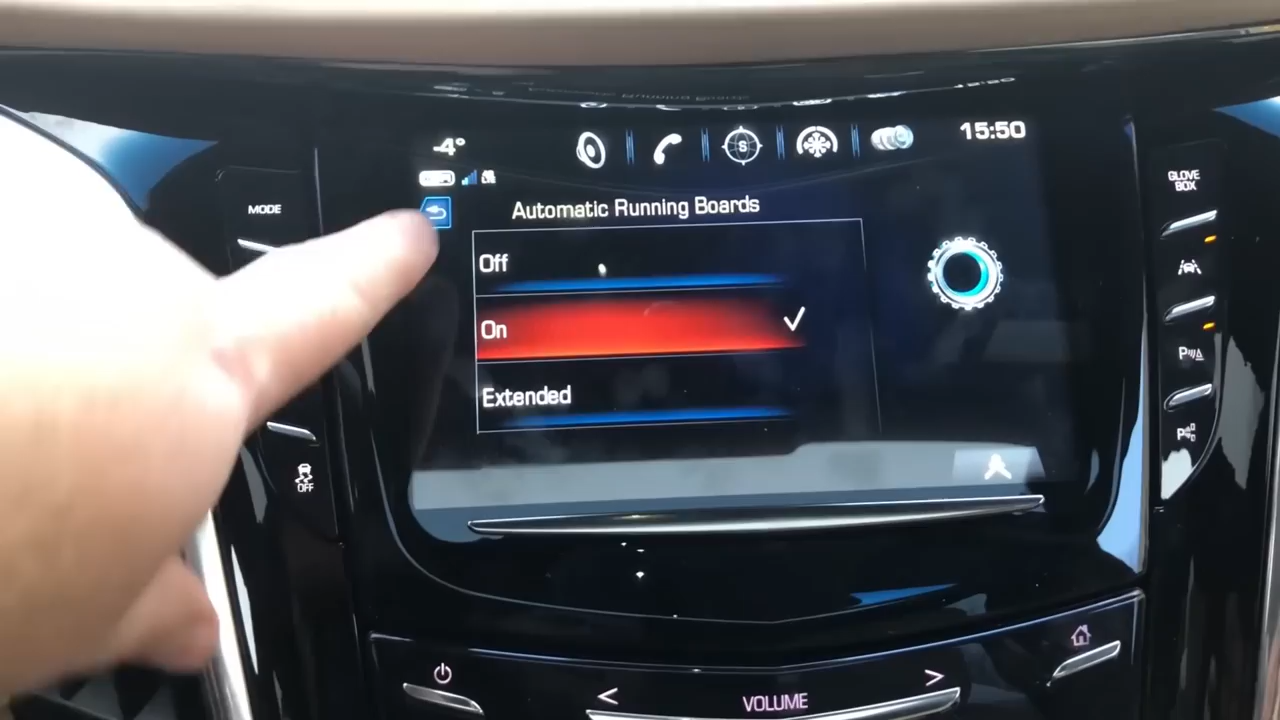 -4°
15:50
Automatic Running Boards
Off
On
Extended
MODE
OFF
GLOVE
BOX
P
P
< VOLUME >